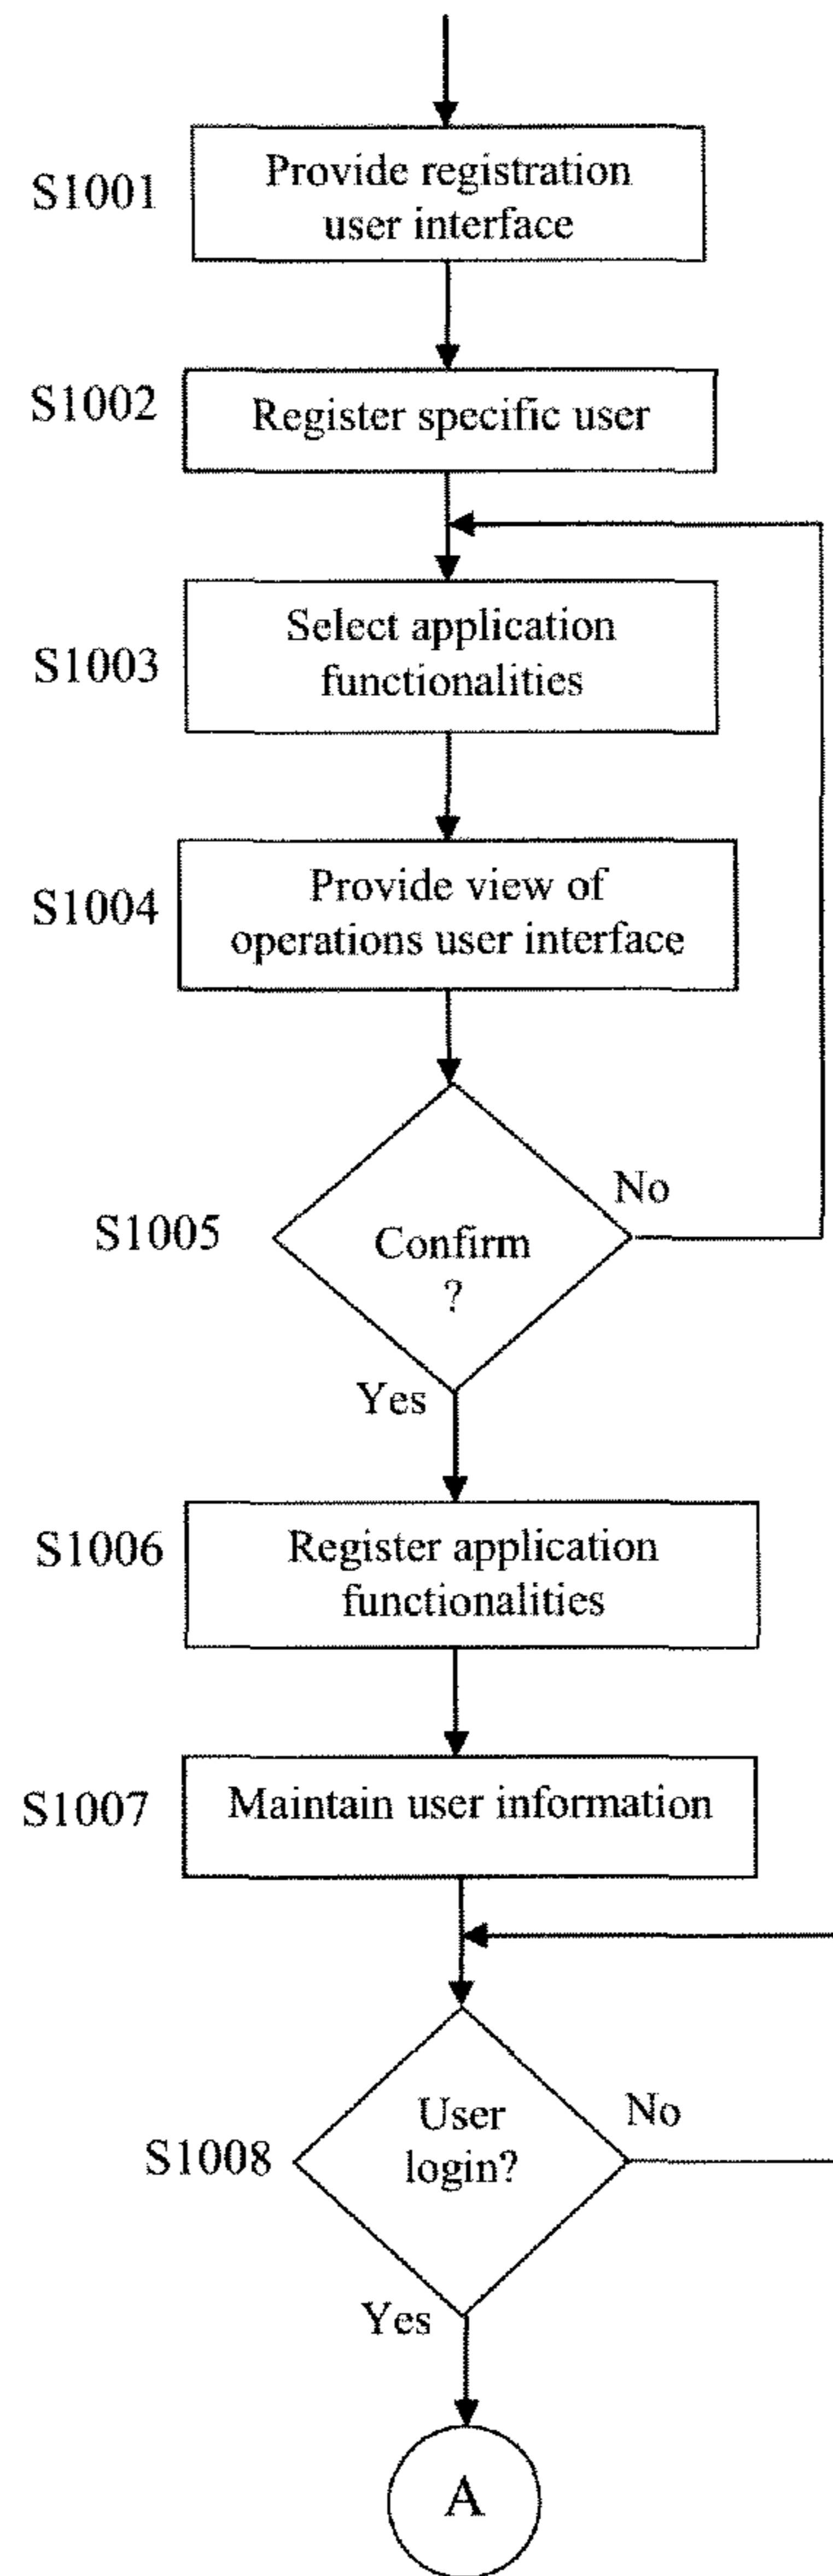 S1001
Provide registration
user interface
S1002
Register specific user
S1003
Select application
functionalities
S1004
Provide view of
operations user interface
S1005
Confirm
?
No
Yes
S1006
Register application
functionalities
S1007
Maintain user information
S1008
User
login?
No
Yes
A